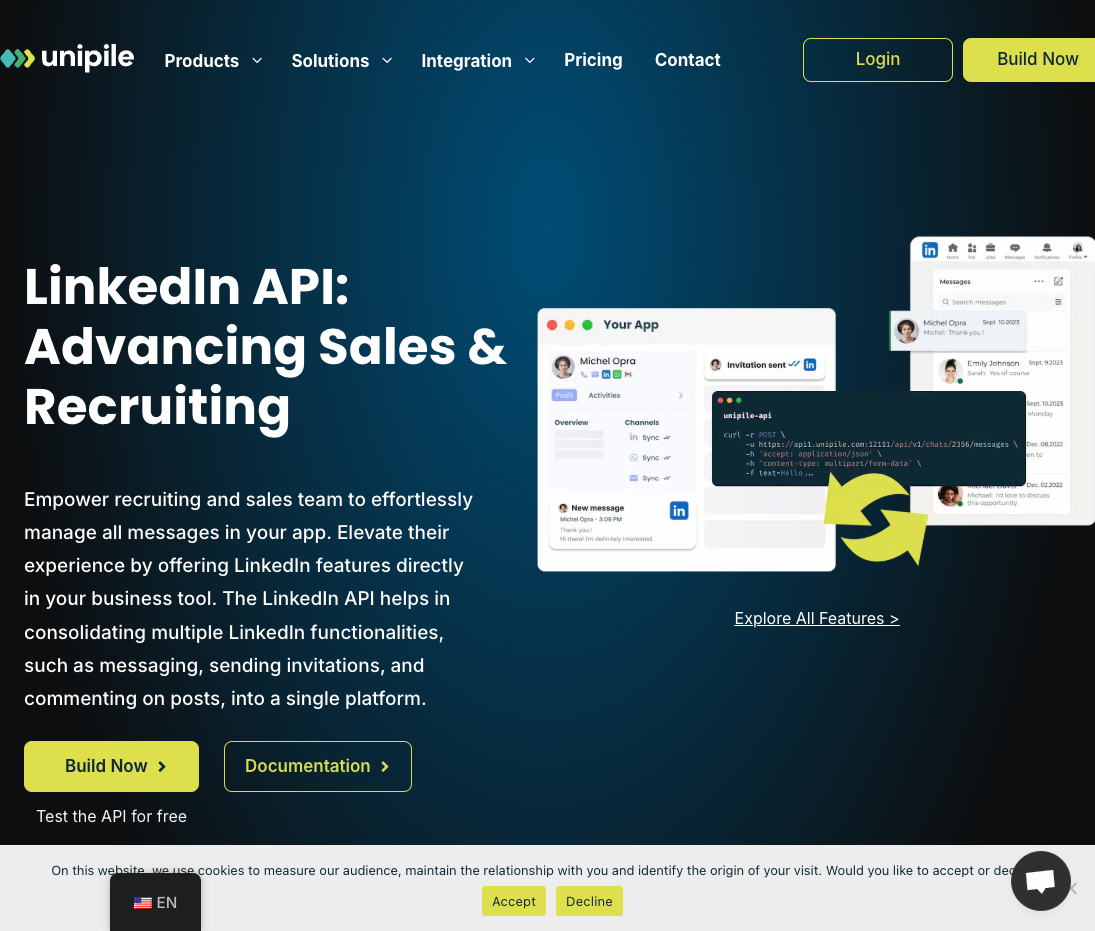 unipile
Products
Solutions
Integration
Pricing
Contact
Login
Build Now
LinkedIn API:
Advancing Sales &
Recruiting
Empower recruiting and sales team to effortlessly
manage all messages in your app. Elevate their
experience by offering LinkedIn features directly
in your business tool. The LinkedIn API helps in
consolidating multiple LinkedIn functionalities,
such as messaging, sending invitations, and
commenting on posts, into a single platform.
Build Now
Documentation
Test the API for free
Your App
Michel Opra
Profil
Activities
Overview
Channels
Sync
Sync
Sync
New message
Michel Opra - 3:09 PM
Thank you !
Hi there! I'm definitely interested.
Invitation sent
unipile-api
curl -r POST \
-u https://api1.unipile.com:12111/api/v1/chats/2356/messages \
-h 'accept: application/json' \
-h 'content-type: multipart/form-data' \
-f text=Hello...
in
Home
Jobs
Messages
Notifications
Profile
Messages
Search messages
Michel Opra Sept. 10.2023
Michel: Thank you !
Emily Johnson Sept. 9.2023
Sarah: Yes of course
Sept. 10.2023
Monday
Dec. 08.2022
en to
Dec. 02.2022
Michael: I'd love to discuss
this opportunity.
Explore All Features >
On this website, we use cookies to measure our audience, maintain the relationship with you and identify the origin of your visit. Would you like to accept or dec
Accept
Decline
EN